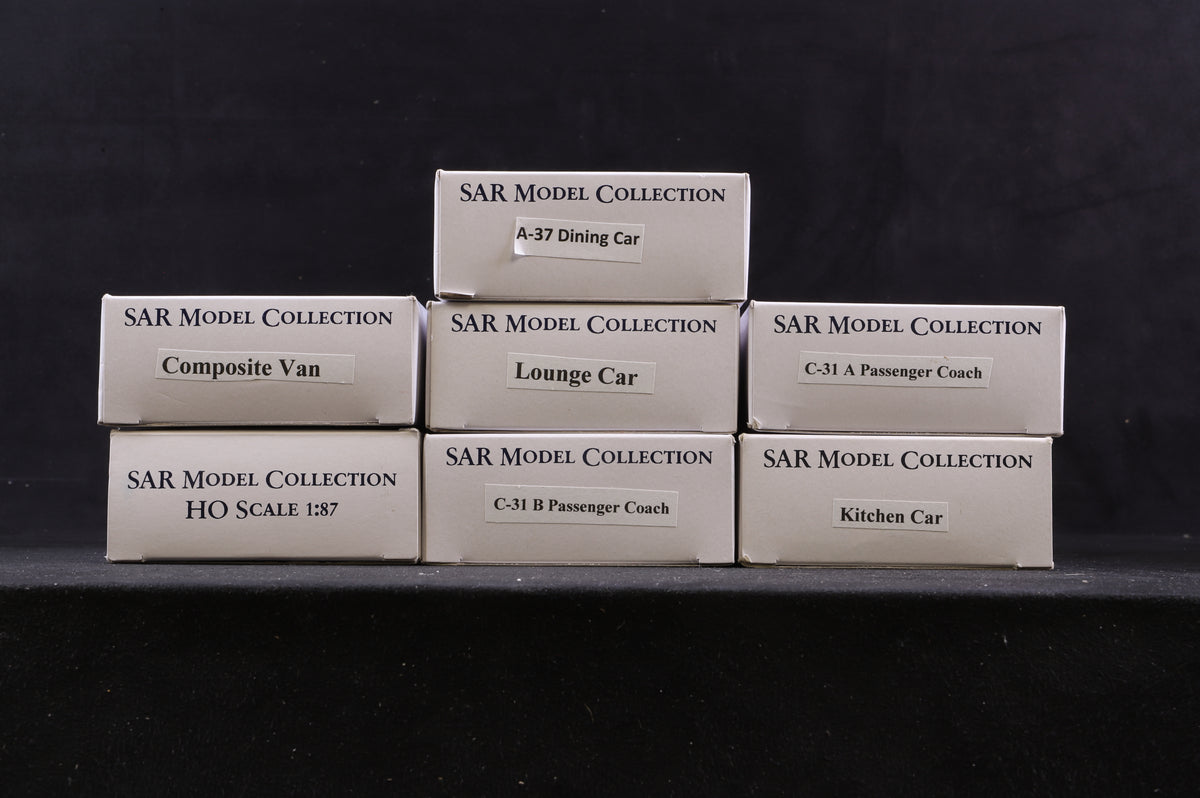 SAR Model Collection
A-37 Dining Car
SAR Model Collection
Composite Van
SAR Model Collection
Lounge Car
SAR Model Collection
C-31 A Passenger Coach
SAR Model Collection
HO Scale 1:87
SAR Model Collection
C-31 B Passenger Coach
SAR Model Collection
Kitchen Car